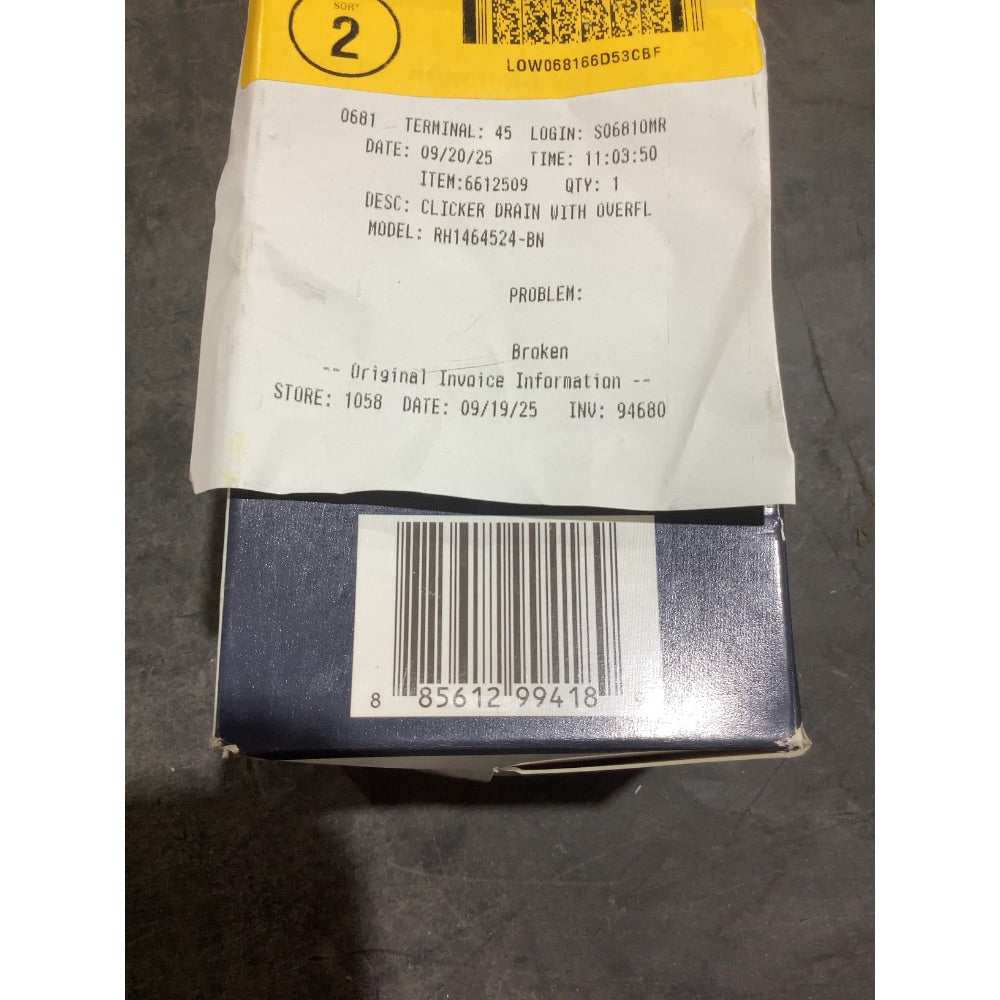 SORT
2
LOW068166D53CBF
0681 TERMINAL: 45 LOGIN: S06810MR
DATE: 09/20/25 TIME: 11:03:50
ITEM:6612509 QTY: 1
DESC: CLICKER DRAIN WITH OVERFL
MODEL: RH1464524-BN
PROBLEM:
Broken
-- Original Invoice Information --
STORE: 1058 DATE: 09/19/25 INV: 94680
8 85612 99418 9